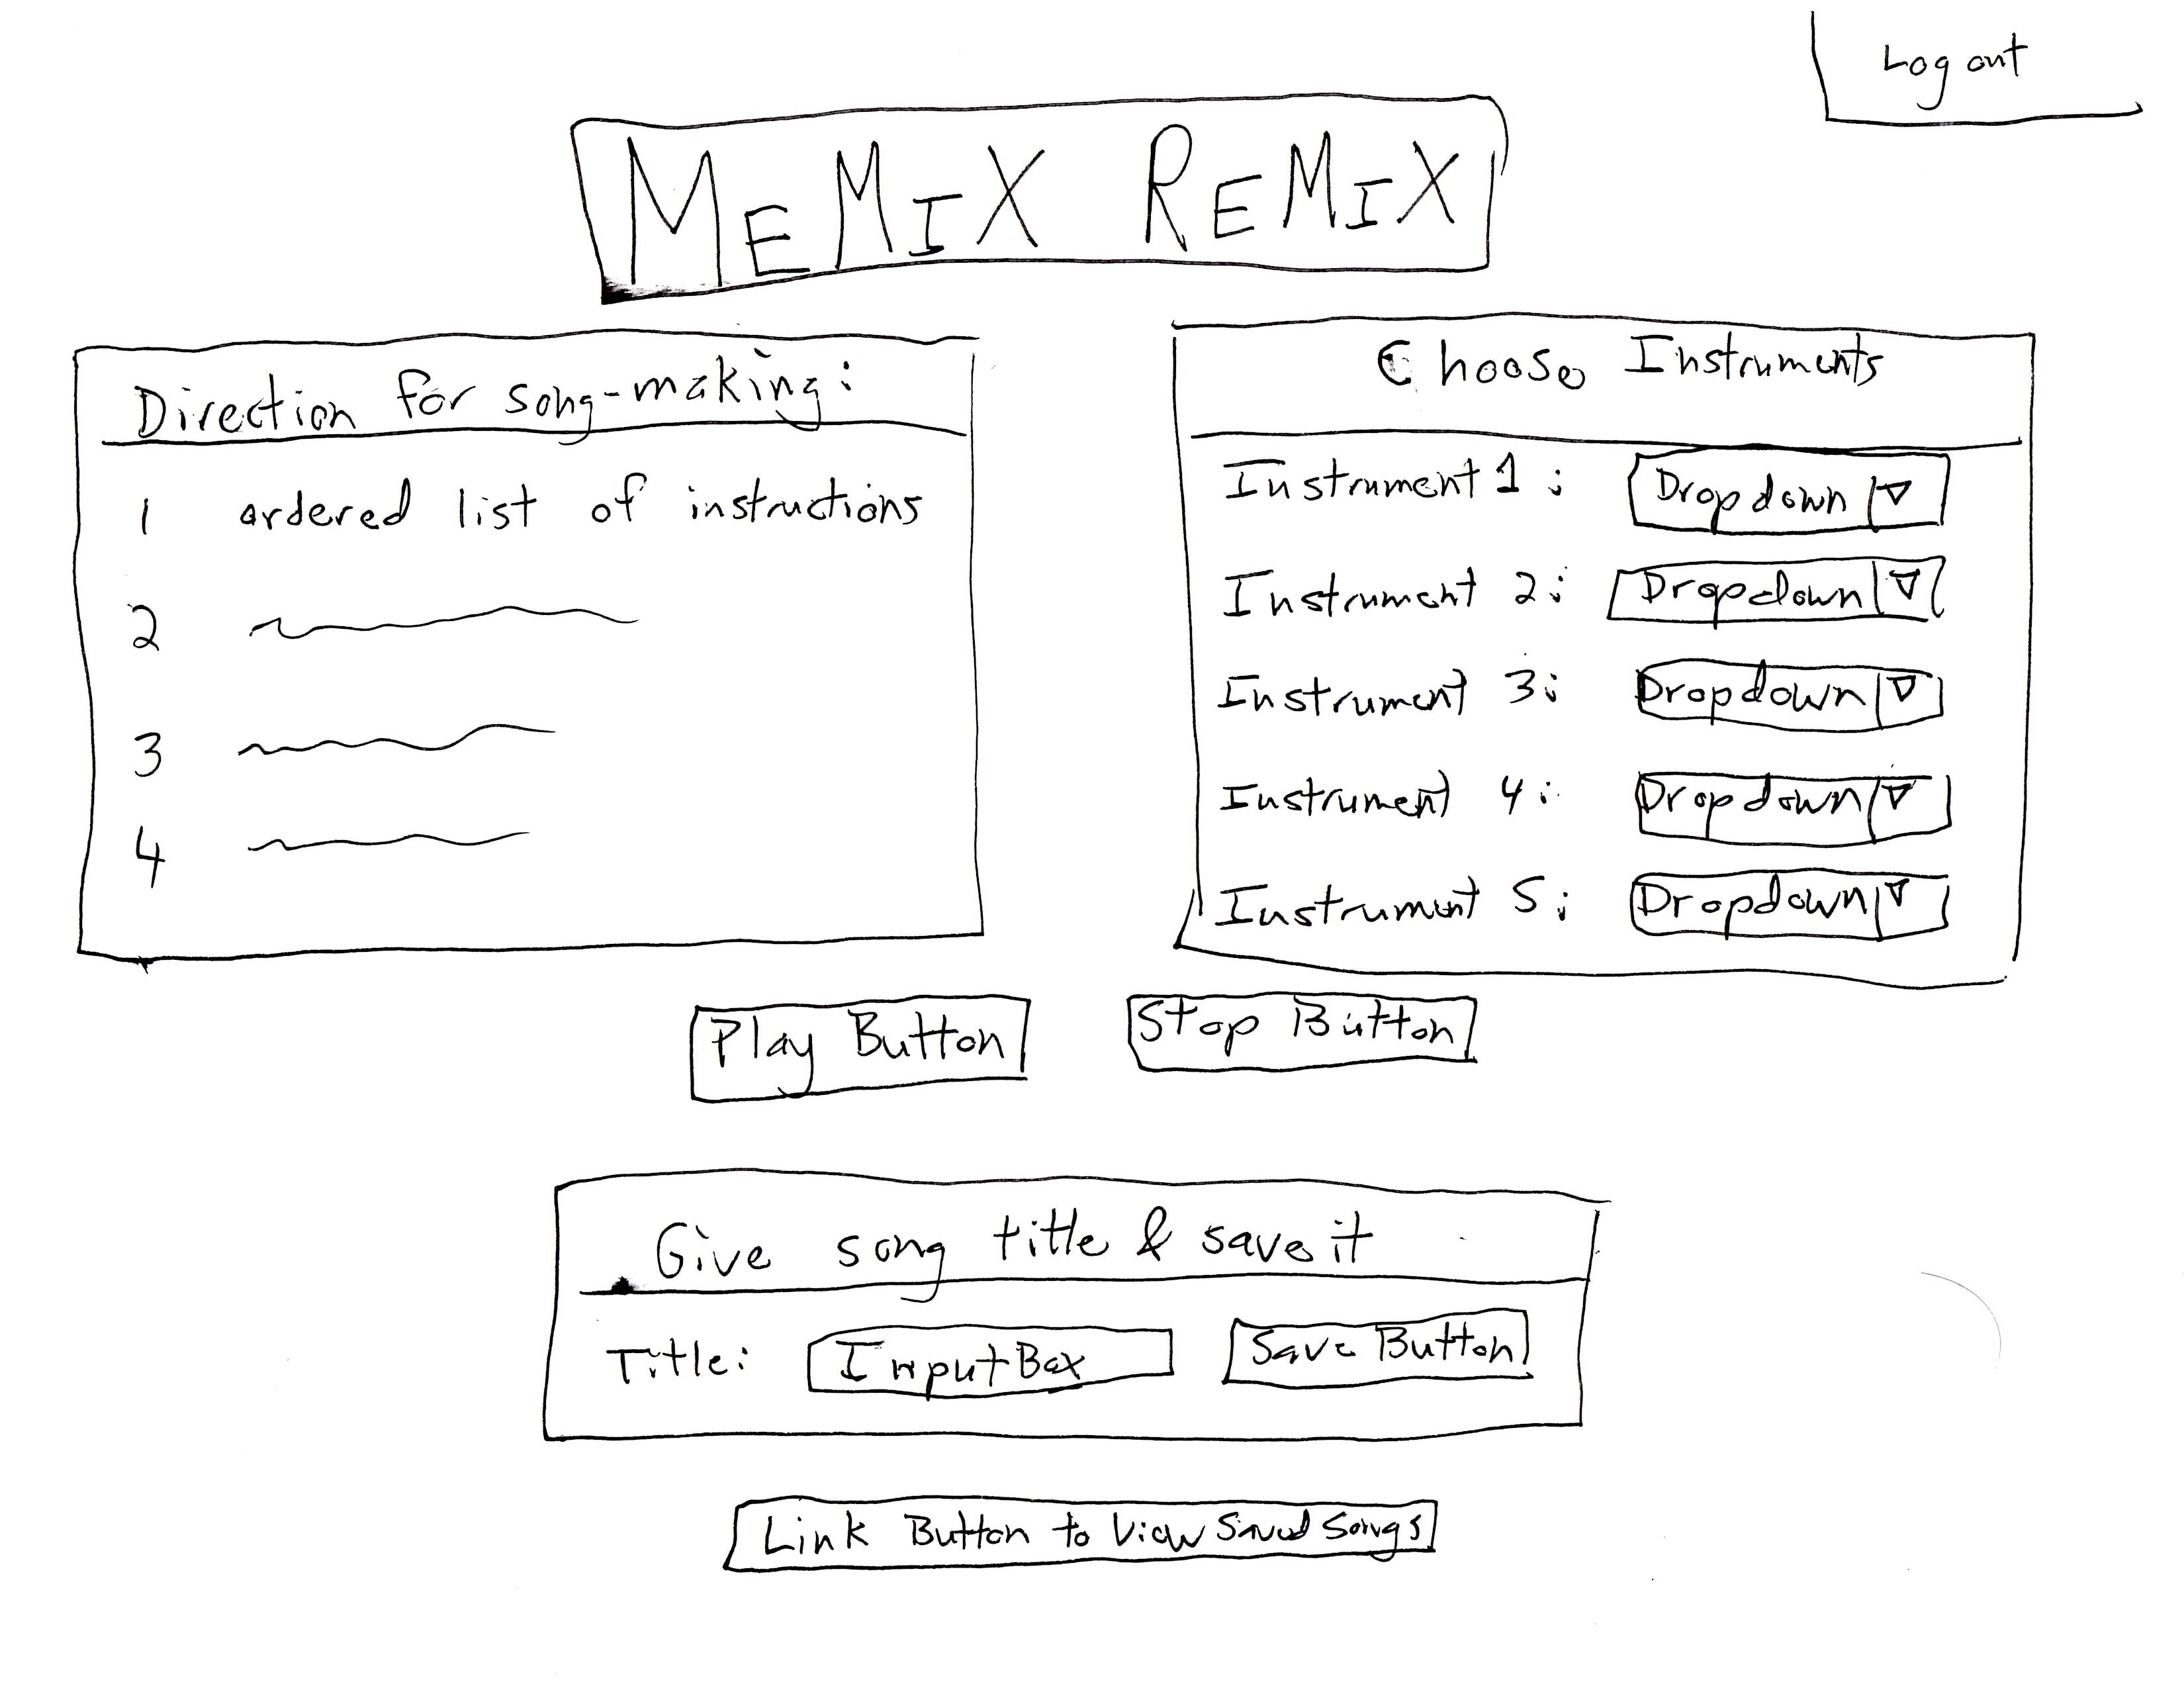 Log out
MEMIX REMIX
Direction for song-making:
1 ordered list of instructions
2
3
4
Choose Instruments
Instrument 1: Dropdown
Instrument 2: Dropdown
Instrument 3: Dropdown
Instrument 4: Dropdown
Instrument 5: Dropdown
Play Button
Stop Button
Give song title & save it
Title: Input Box Save Button
Link Button to View Saved Songs